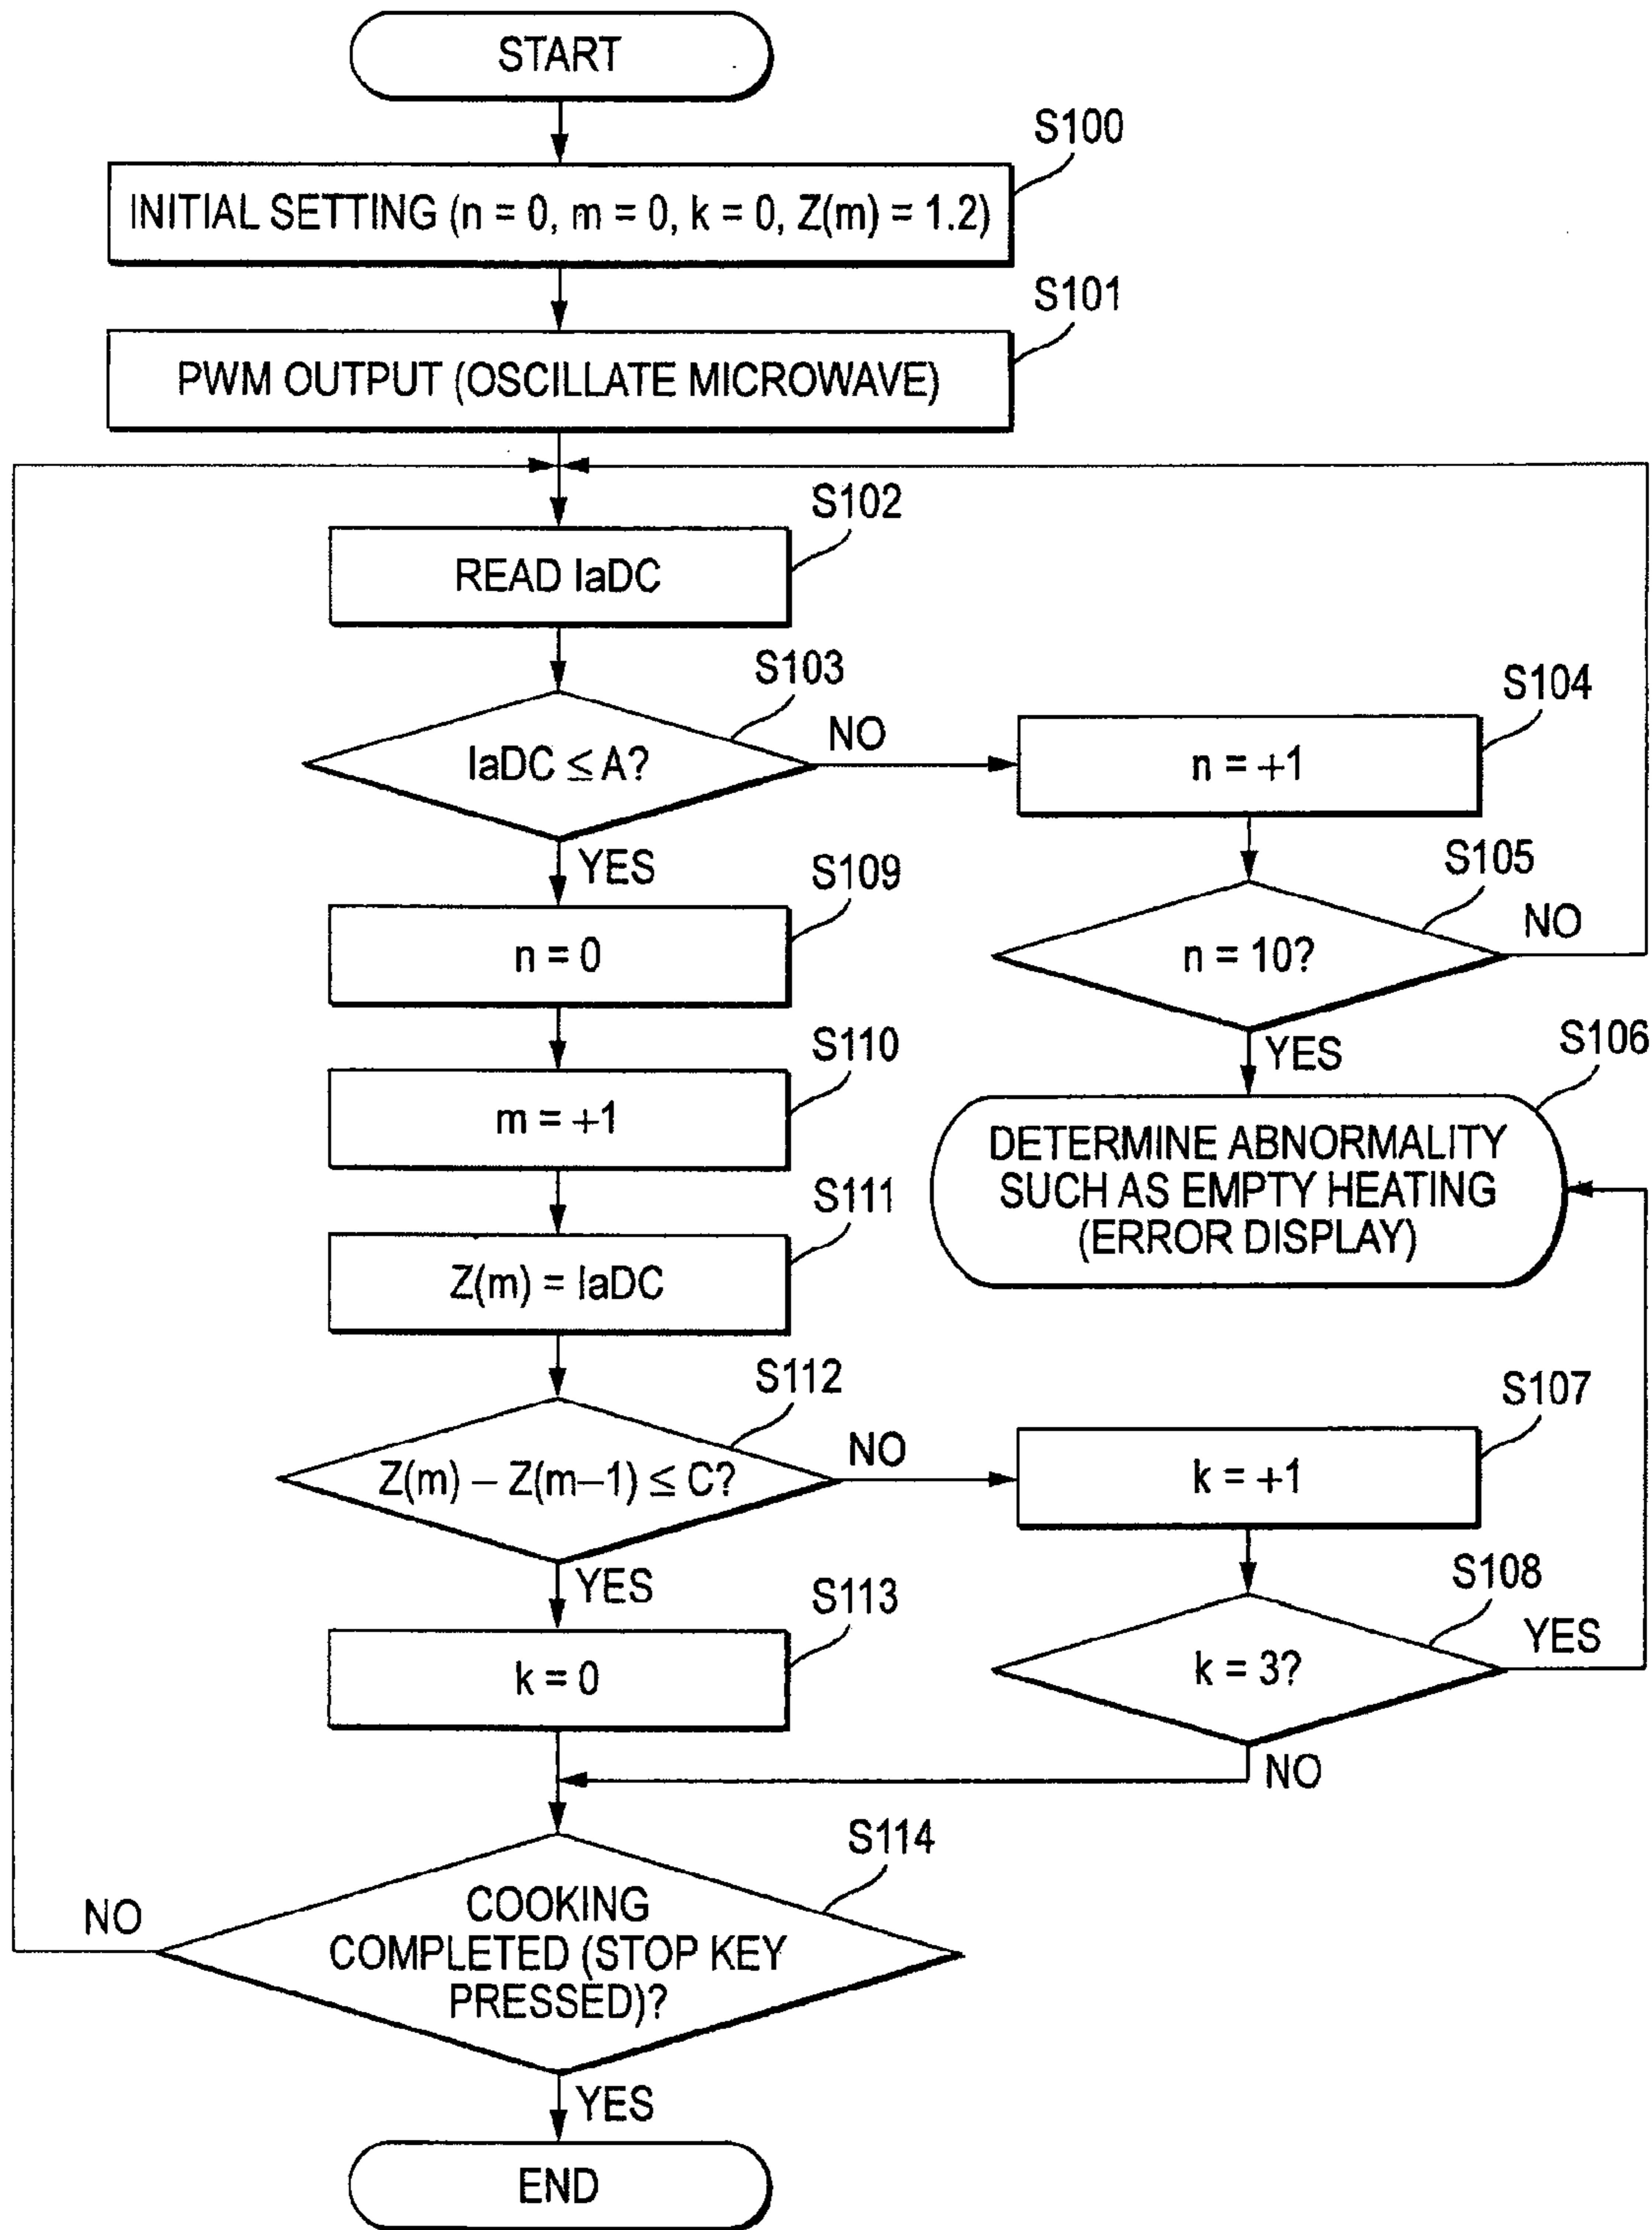 START
S100
INITIAL SETTING (n = 0, m = 0, k = 0, Z(m) = 1.2)
S101
PWM OUTPUT (OSCILLATE MICROWAVE)
S102
READ IaDC
S103
IaDC ≤ A?
NO
S104
n = +1
YES
S105
n = 10?
NO
S109
n = 0
YES
S106
DETERMINE ABNORMALITY
SUCH AS EMPTY HEATING
(ERROR DISPLAY)
S110
m = +1
S111
Z(m) = IaDC
S112
Z(m) – Z(m–1) ≤ C?
NO
S107
k = +1
YES
S108
k = 3?
YES
S113
k = 0
NO
S114
COOKING
COMPLETED (STOP KEY
PRESSED)?
NO
YES
END